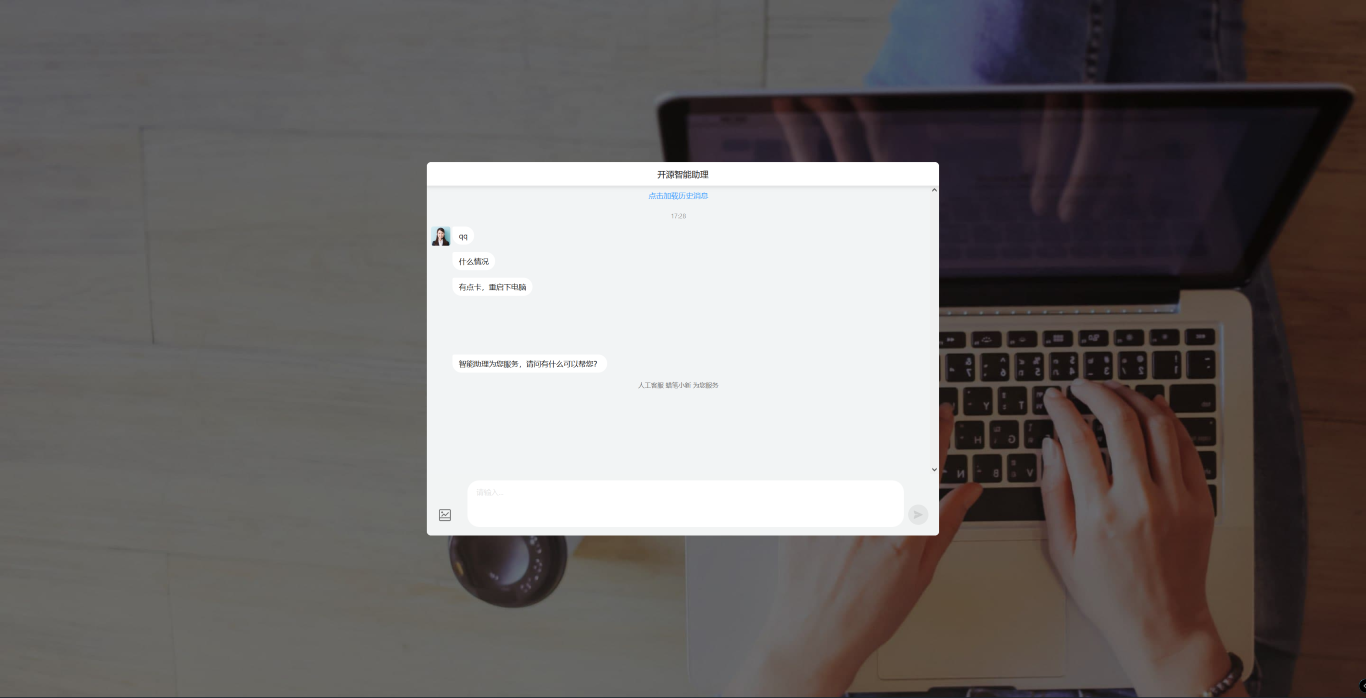 开源智能助理
点击加载历史消息
17:28
qq
什么情况
有点卡，重启下电脑
智能助理为您服务，请问有什么可以帮您？
人工客服 蜡笔小新 为您服务
请输入...